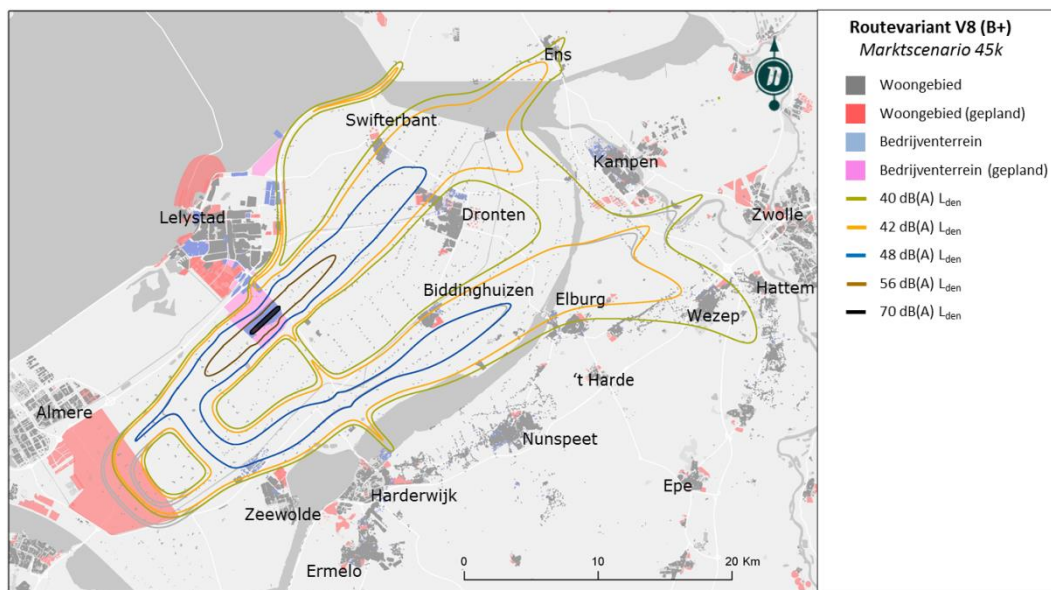 Ens
Swifterbant
Kampen
Lelystad
Dronten
Zwolle
Hattem
Biddinghuizen
Elburg
Wezep
't Harde
Almere
Nunspeet
Harderwijk
Epe
Zeewolde
Ermelo
0 10 20 Km
Routevariant V8 (B+)
Marktscenario 45k
N
Woongebied
Woongebied (gepland)
Bedrijventerrein
Bedrijventerrein (gepland)
40 dB(A) Lden
42 dB(A) Lden
48 dB(A) Lden
56 dB(A) Lden
70 dB(A) Lden